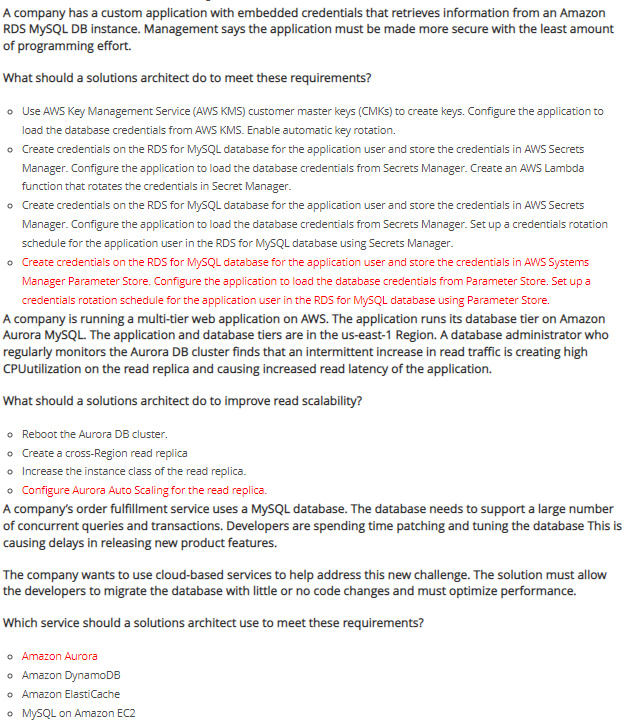 A company has a custom application with embedded credentials that retrieves information from an Amazon
RDS MySQL DB instance. Management says the application must be made more secure with the least amount
of programming effort.
What should a solutions architect do to meet these requirements?
Use AWS Key Management Service (AWS KMS) customer master keys (CMKs) to create keys. Configure the application to
load the database credentials from AWS KMS. Enable automatic key rotation.
Create credentials on the RDS for MySQL database for the application user and store the credentials in AWS Secrets
Manager. Configure the application to load the database credentials from Secrets Manager. Create an AWS Lambda
function that rotates the credentials in Secret Manager.
Create credentials on the RDS for MySQL database for the application user and store the credentials in AWS Secrets
Manager. Configure the application to load the database credentials from Secrets Manager. Set up a credentials rotation
schedule for the application user in the RDS for MySQL database using Secrets Manager.
Create credentials on the RDS for MySQL database for the application user and store the credentials in AWS Systems
Manager Parameter Store. Configure the application to load the database credentials from Parameter Store. Set up a
credentials rotation schedule for the application user in the RDS for MySQL database using Parameter Store.
A company is running a multi-tier web application on AWS. The application runs its database tier on Amazon
Aurora MySQL. The application and database tiers are in the us-east-1 Region. A database administrator who
regularly monitors the Aurora DB cluster finds that an intermittent increase in read traffic is creating high
CPUutilization on the read replica and causing increased read latency of the application.
What should a solutions architect do to improve read scalability?
Reboot the Aurora DB cluster.
Create a cross-Region read replica
Increase the instance class of the read replica.
Configure Aurora Auto Scaling for the read replica.
A company's order fulfillment service uses a MySQL database. The database needs to support a large number
of concurrent queries and transactions. Developers are spending time patching and tuning the database This is
causing delays in releasing new product features.
The company wants to use cloud-based services to help address this new challenge. The solution must allow
the developers to migrate the database with little or no code changes and must optimize performance.
Which service should a solutions architect use to meet these requirements?
Amazon Aurora
Amazon DynamoDB
Amazon ElastiCache
MySQL on Amazon EC2